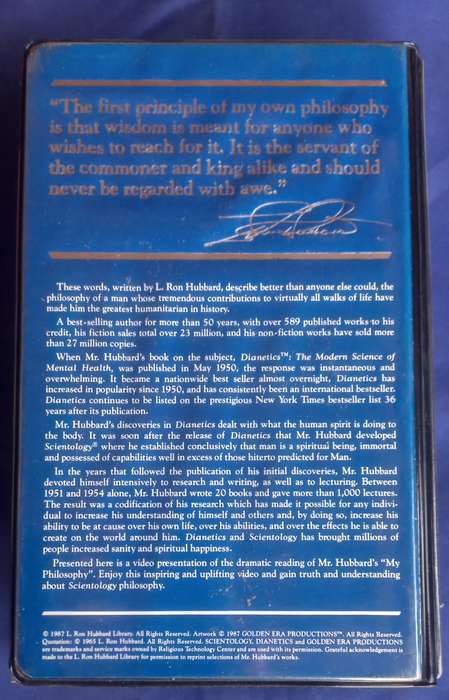 “The first principle of my own philosophy
is that wisdom is meant for anyone who
wishes to reach for it. It is the servant of
the commoner and king alike and should
never be regarded with awe.”
These words, written by L. Ron Hubbard, describe better than anyone else could, the
philosophy of a man whose tremendous contributions to virtually all walks of life have
made him the greatest humanitarian in history.
A best-selling author for more than 50 years, with over 589 published works to his
credit, his fiction sales total over 23 million, and his non-fiction works have sold more
than 27 million copies.
When Mr. Hubbard's book on the subject, Dianetics™: The Modern Science of
Mental Health, was published in May 1950, the response was instantaneous and
overwhelming. It became a nationwide best seller almost overnight, Dianetics has
increased in popularity since 1950, and has consistently been an international bestseller.
Dianetics continues to be listed on the prestigious New York Times bestseller list 36
years after its publication.
Mr. Hubbard's discoveries in Dianetics dealt with what the human spirit is doing to
the body. It was soon after the release of Dianetics that Mr. Hubbard developed
Scientology® where he established conclusively that man is a spiritual being, immortal
and possessed of capabilities well in excess of those hiterto predicted for Man.
In the years that followed the publication of his initial discoveries, Mr. Hubbard
devoted himself intensively to research and writing, as well as to lecturing. Between
1951 and 1954 alone, Mr. Hubbard wrote 20 books and gave more than 1,000 lectures.
The result was a codification of his research which has made it possible for any indivi-
dual to increase his understanding of himself and others and, by doing so, increase his
ability to be at cause over his own life, over his abilities, and over the effects he is able to
create on the world around him. Dianetics and Scientology has brought millions of
people increased sanity and spiritual happiness.
Presented here is a video presentation of the dramatic reading of Mr. Hubbard's “My
Philosophy”. Enjoy this inspiring and uplifting video and gain truth and understanding
about Scientology philosophy.
© 1987 L. Ron Hubbard Library. All Rights Reserved. Artwork © 1987 GOLDEN ERA PRODUCTIONS™. All Rights Reserved.
Quotation: © 1965 L. Ron Hubbard. All Rights Reserved. SCIENTOLOGY, DIANETICS and GOLDEN ERA PRODUCTIONS
are trademarks and service marks owned by Religious Technology Center and are used with its permission. Grateful acknowledgement is
made to the L. Ron Hubbard Library for permission to reprint selections of Mr. Hubbard's works.